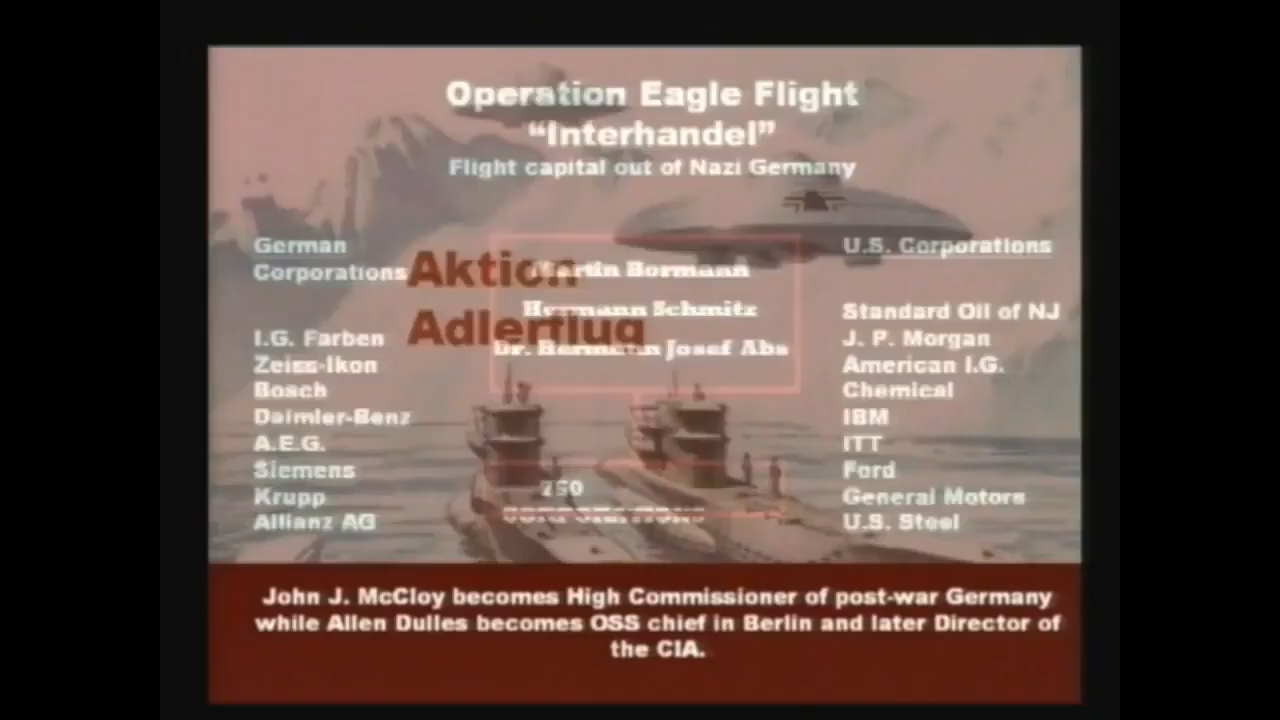 Operation Eagle Flight
“Interhandel”
Flight capital out of Nazi Germany
German
Corporations
I.G. Farben
Zeiss-Ikon
Bosch
Daimler-Benz
A.E.G.
Siemens
Krupp
Allianz AG
Aktion
Adlerflug
Martin Bormann
Hermann Schmitz
Dr. Hermann Josef Abs
750
CORPORATIONS
U.S. Corporations
Standard Oil of NJ
J. P. Morgan
American I.G.
Chemical
IBM
ITT
Ford
General Motors
U.S. Steel
John J. McCloy becomes High Commissioner of post-war Germany
while Allen Dulles becomes OSS chief in Berlin and later Director of
the CIA.